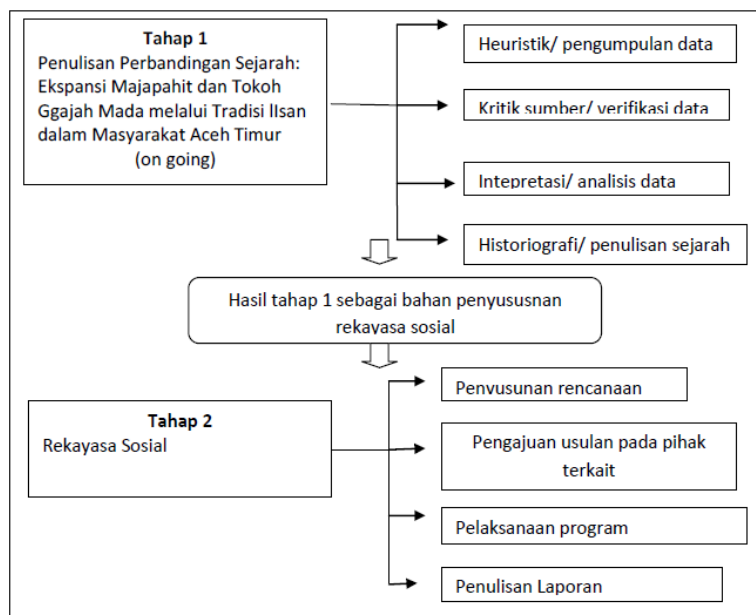 Tahap 1
Penulisan Perbandingan Sejarah:
Ekspansi Majapahit dan Tokoh
Ggajah Mada melalui Tradisi lIsan
dalam Masyarakat Aceh Timur
(on going)
Heuristik/ pengumpulan data
Kritik sumber/ verifikasi data
Intepretasi/ analisis data
Historiografi/ penulisan sejarah
Hasil tahap 1 sebagai bahan penyususnan
rekayasa sosial
Tahap 2
Rekayasa Sosial
Penyusunan rencanaan
Pengajuan usulan pada pihak
terkait
Pelaksanaan program
Penulisan Laporan